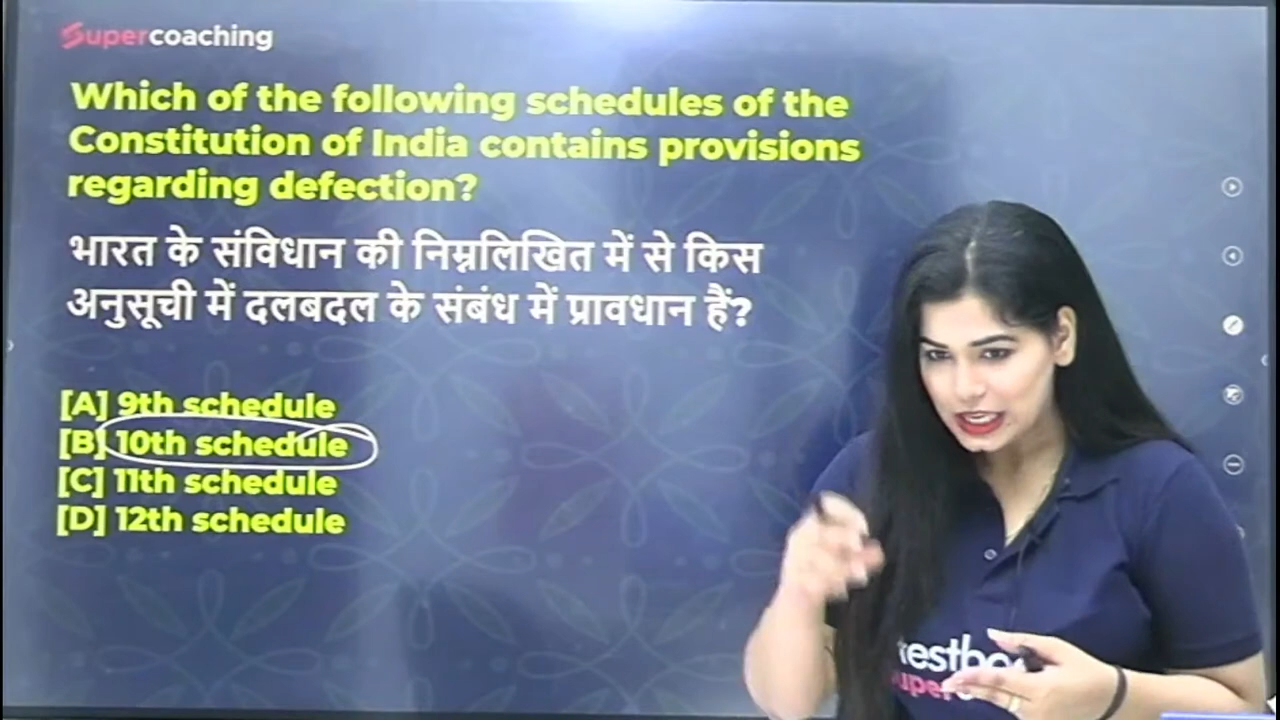 Supercoaching
Which of the following schedules of the
Constitution of India contains provisions
regarding defection?
भारत के संविधान की निम्नलिखित में से किस
अनुसूची में दलबदल के संबंध में प्रावधान हैं?
[A] 9th schedule
[B] 10th schedule
[C] 11th schedule
[D] 12th schedule